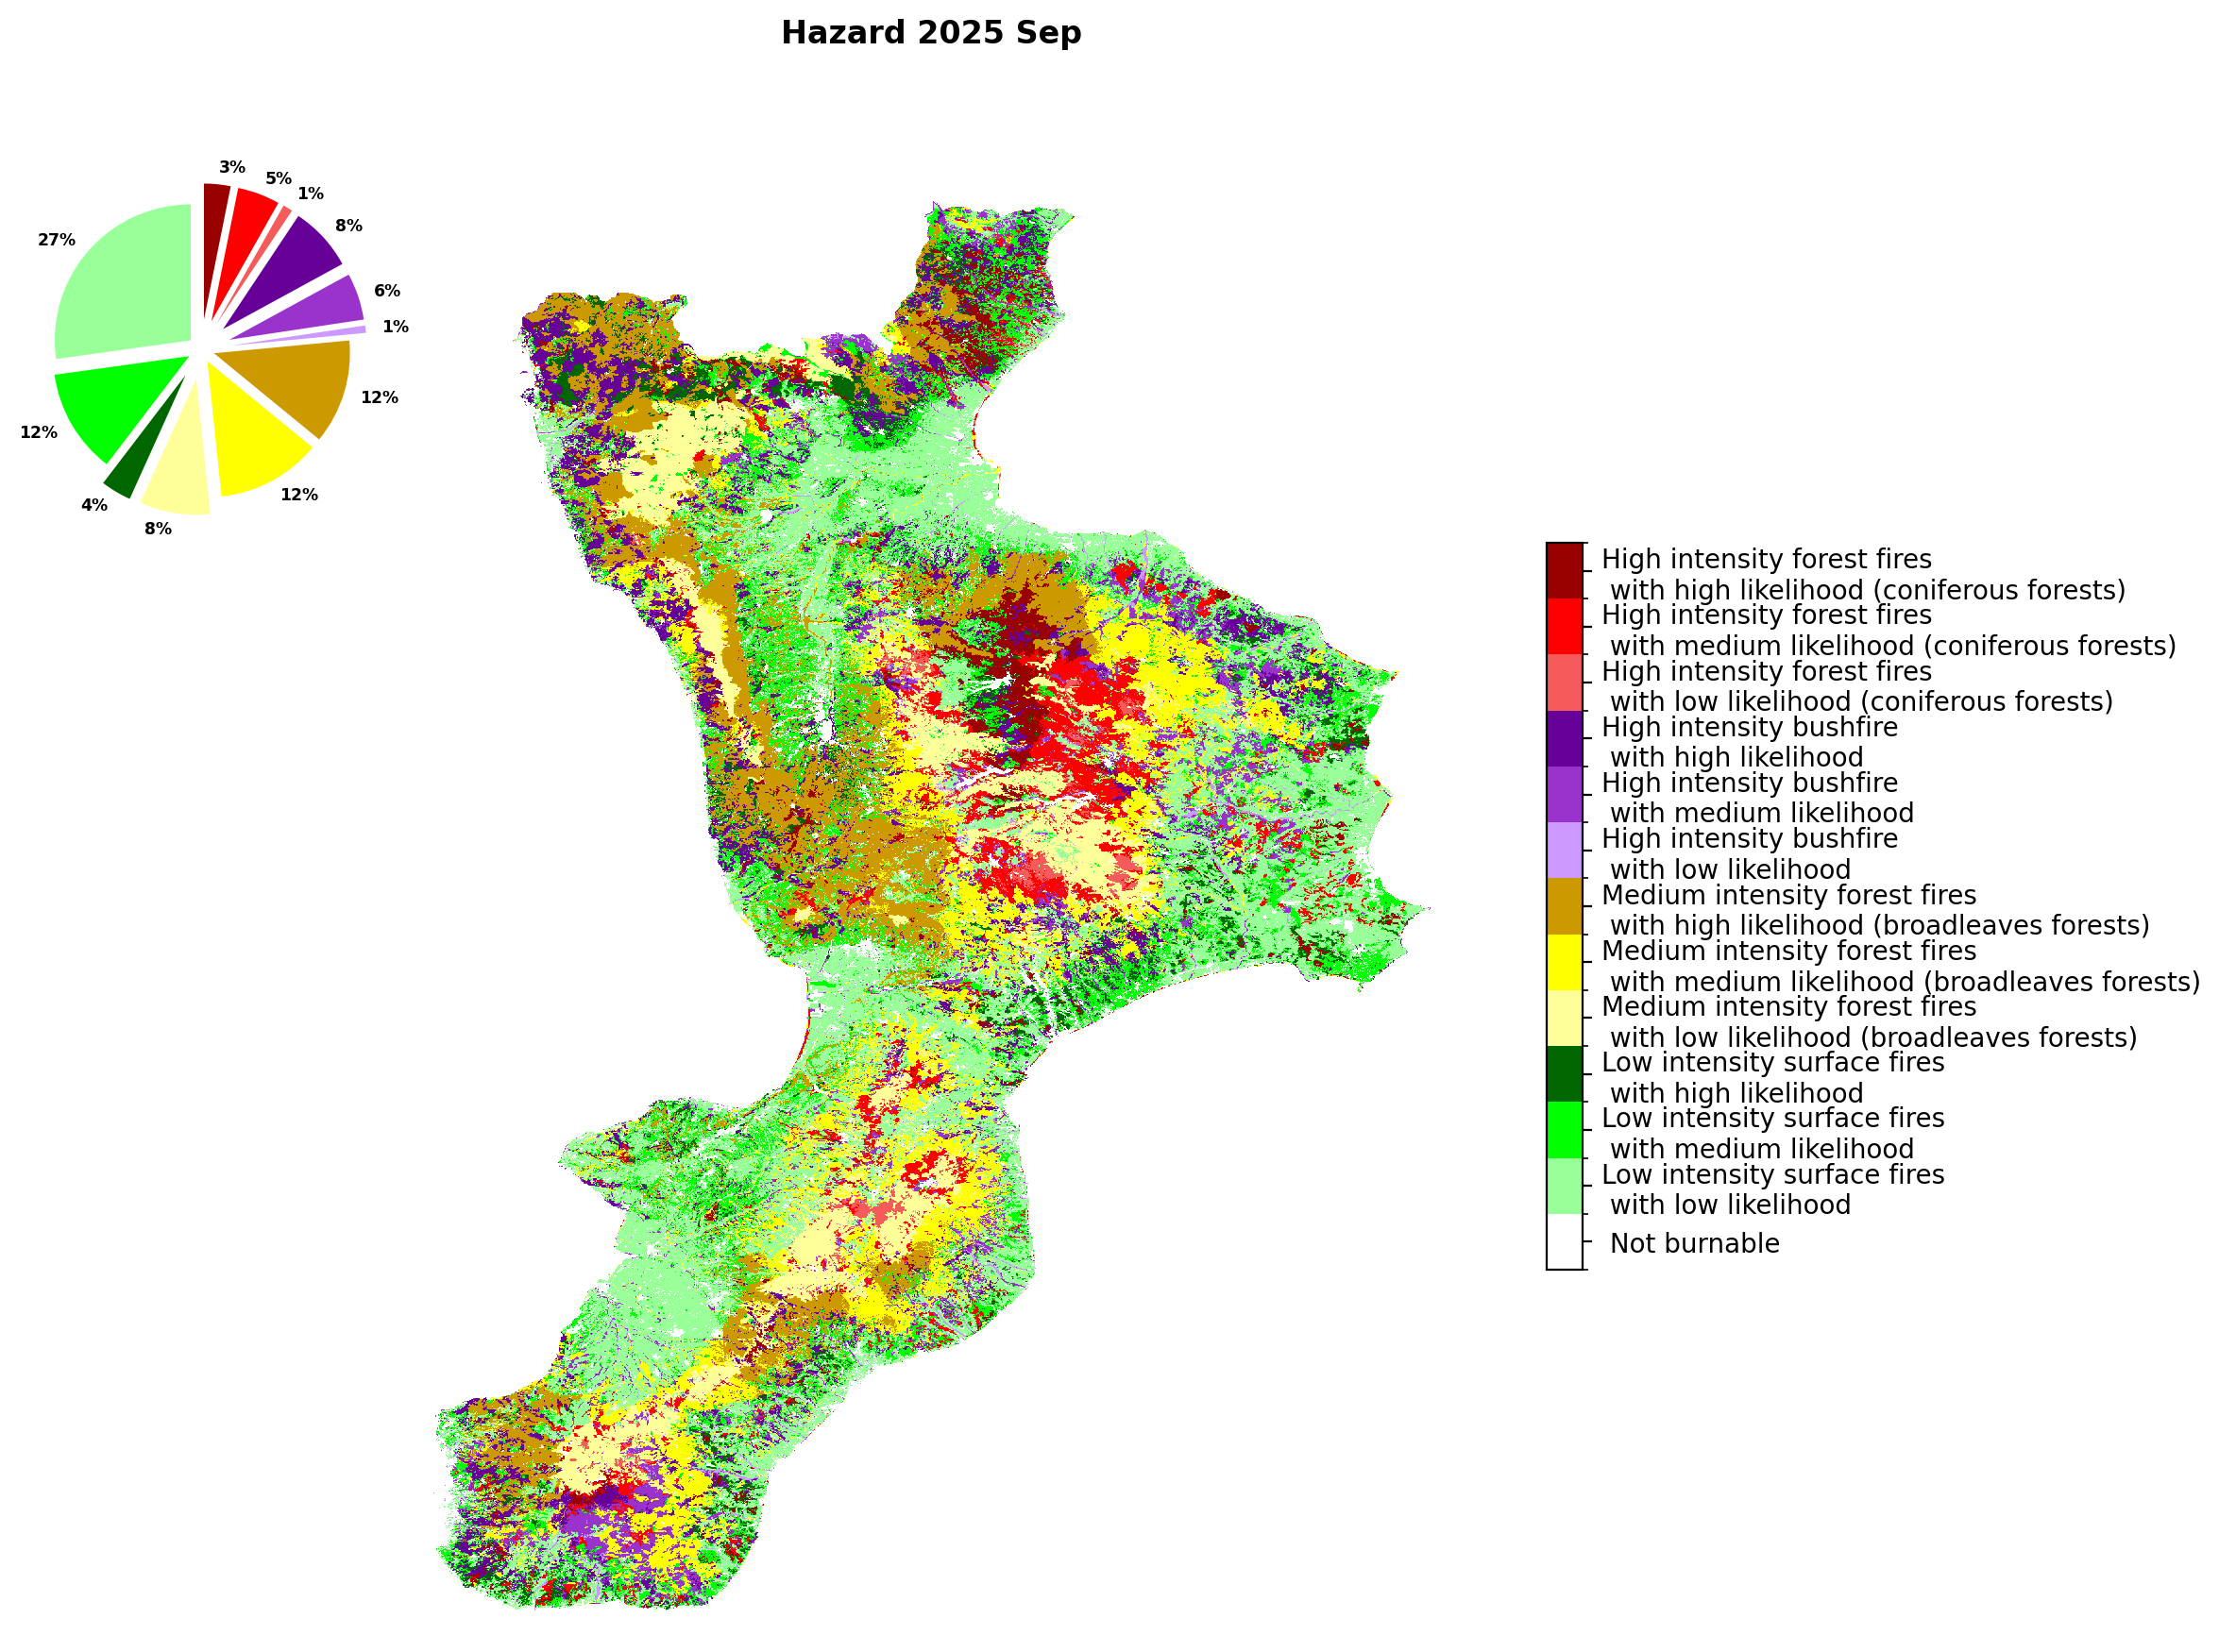 Hazard 2025 Sep
3%
5%
1%
8%
6%
1%
12%
12%
8%
4%
12%
27%
High intensity forest fires
with high likelihood (coniferous forests)
High intensity forest fires
with medium likelihood (coniferous forests)
High intensity forest fires
with low likelihood (coniferous forests)
High intensity bushfire
with high likelihood
High intensity bushfire
with medium likelihood
High intensity bushfire
with low likelihood
Medium intensity forest fires
with high likelihood (broadleaves forests)
Medium intensity forest fires
with medium likelihood (broadleaves forests)
Medium intensity forest fires
with low likelihood (broadleaves forests)
Low intensity surface fires
with high likelihood
Low intensity surface fires
with medium likelihood
Low intensity surface fires
with low likelihood
Not burnable